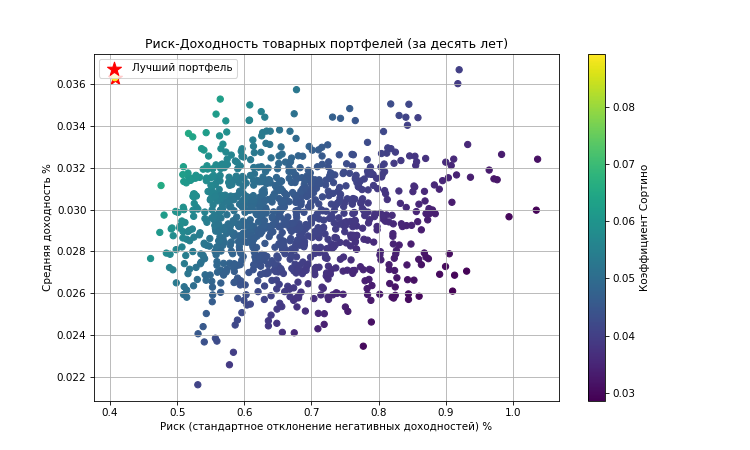 Риск-Доходность товарных портфелей (за десять лет)
Лучший портфель
Средняя доходность %
0.036
0.034
0.032
0.030
0.028
0.026
0.024
0.022
0.4 0.5 0.6 0.7 0.8 0.9 1.0
Риск (стандартное отклонение негативных доходностей) %
0.08
0.07
0.06
0.05
0.04
0.03
Коэффициент Сортино